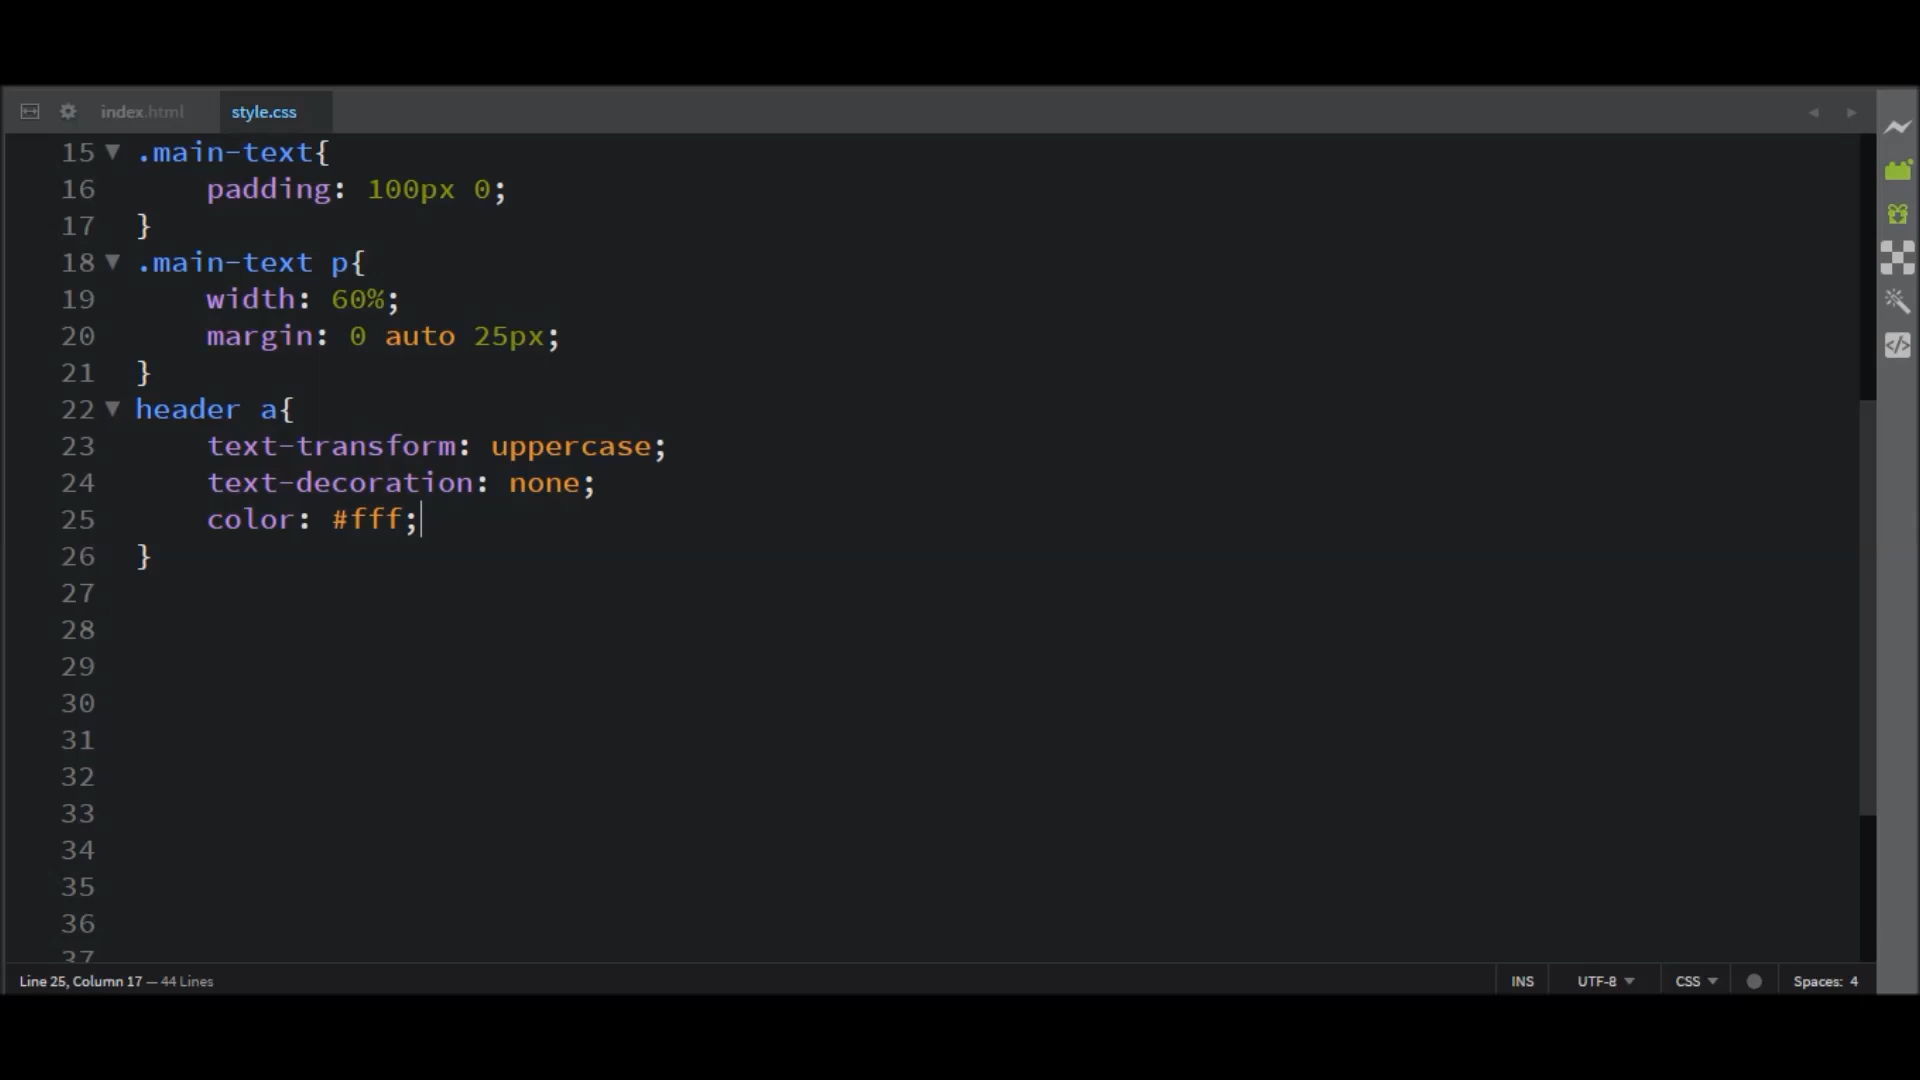 index.html style.css
15 ▼ .main-text{
16 padding: 100px 0;
17 }
18 ▼ .main-text p{
19 width: 60%;
20 margin: 0 auto 25px;
21 }
22 ▼ header a{
23 text-transform: uppercase;
24 text-decoration: none;
25 color: #fff;
26 }
27
28
29
30
31
32
33
34
35
36
37
Line 25, Column 17 — 44 Lines INS UTF-8 CSS Spaces: 4